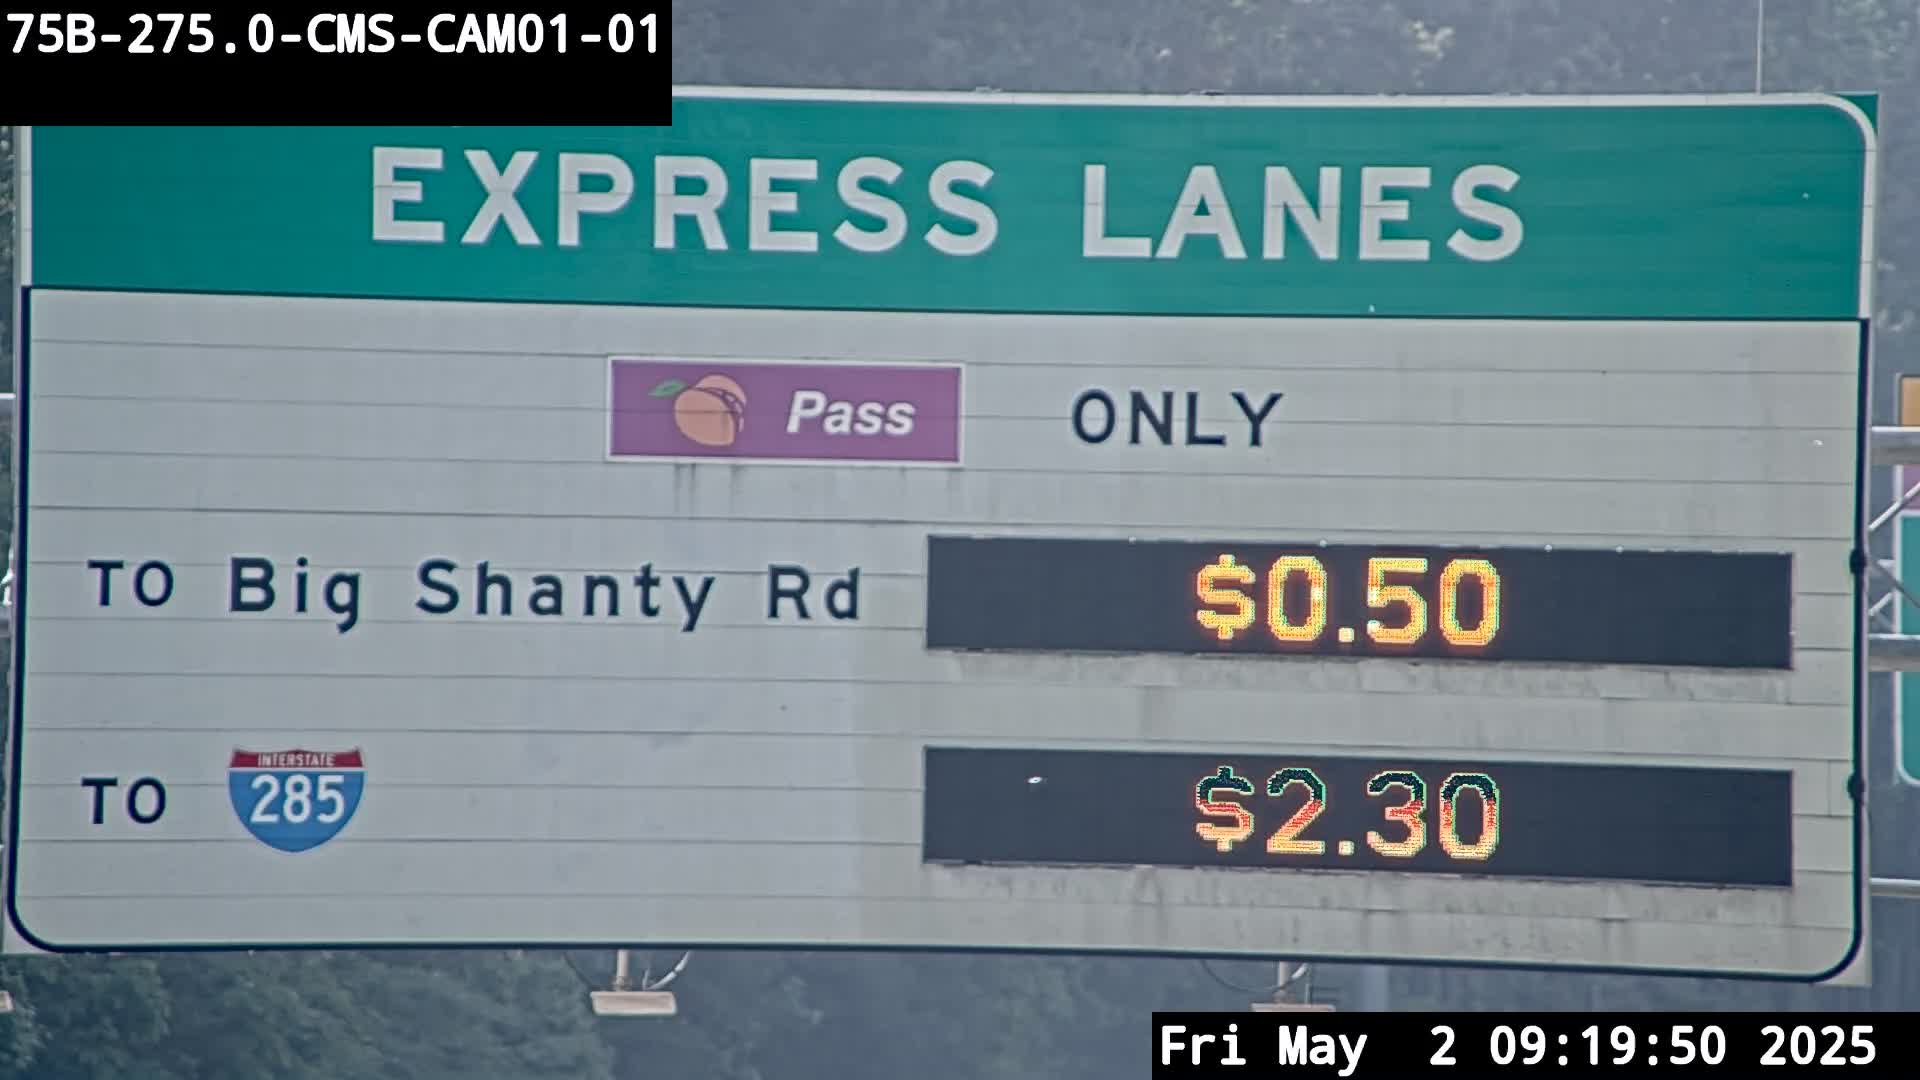 75B-275.0-CMS-CAM01-01
EXPRESS LANES
Pass ONLY
TO Big Shanty Rd $0.50
INTERSTATE
TO 285 $2.30
Fri May 2 09:19:50 2025